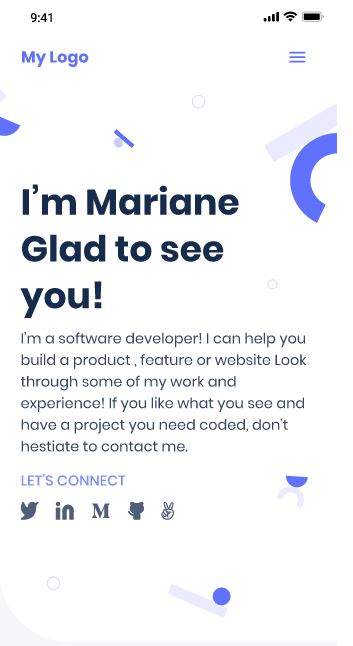 9:41
My Logo
I'm Mariane
Glad to see
you!
I'm a software developer! I can help you
build a product , feature or website Look
through some of my work and
experience! If you like what you see and
have a project you need coded, don't
hestiate to contact me.
LET'S CONNECT